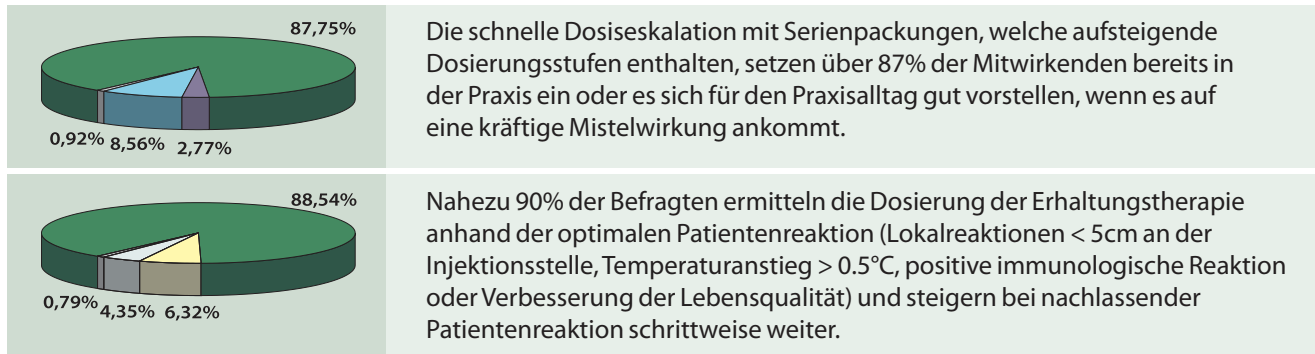 87,75%
0,92% 8,56% 2,77%
Die schnelle Dosiseskalation mit Serienpackungen, welche aufsteigende
Dosierungsstufen enthalten, setzen über 87% der Mitwirkenden bereits in
der Praxis ein oder es sich für den Praxisalltag gut vorstellen, wenn es auf
eine kräftige Mistelwirkung ankommt.
88,54%
0,79% 4,35% 6,32%
Nahezu 90% der Befragten ermitteln die Dosierung der Erhaltungstherapie
anhand der optimalen Patientenreaktion (Lokalreaktionen < 5cm an der
Injektionsstelle, Temperaturanstieg > 0.5°C, positive immunologische Reaktion
oder Verbesserung der Lebensqualität) und steigern bei nachlassender
Patientenreaktion schrittweise weiter.